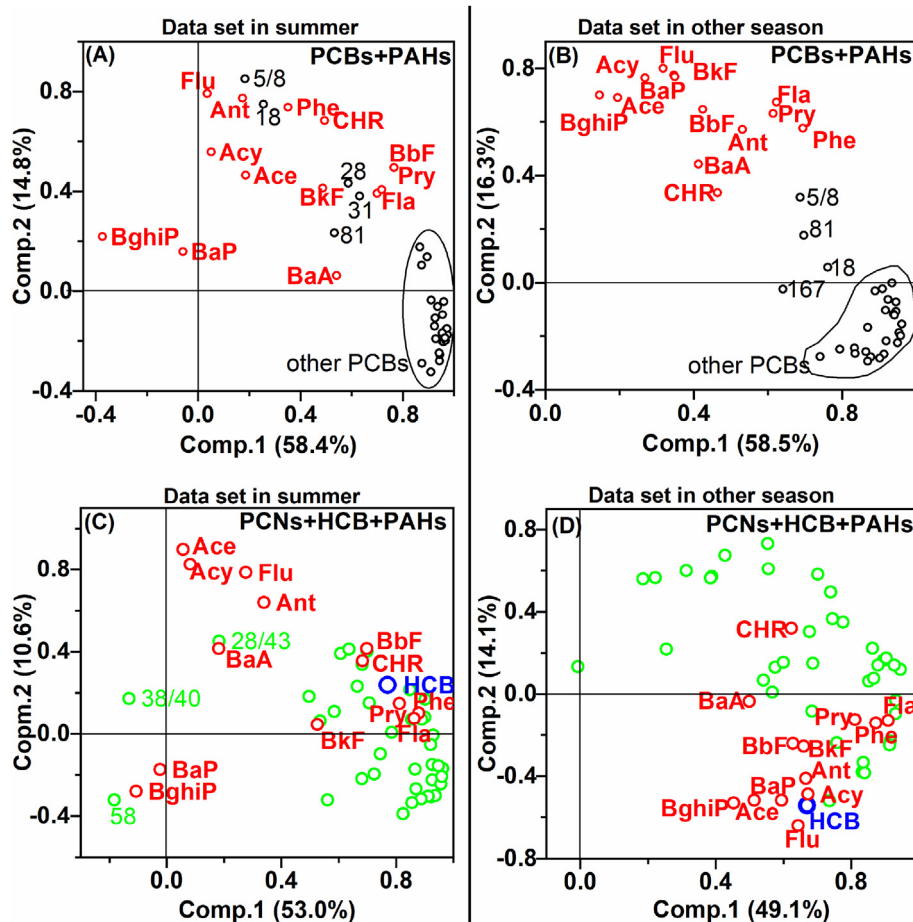 Data set in summer
(A)
PCBs+PAHs
Flu
5/8
Ant
18
Phe
CHR
Acy
Ace
28
BbF
Pry
BkF
31
Fla
81
BghiP
BaP
BaA
other PCBs
0.8
0.4
0.0
-0.4
Comp.2 (14.8%)
-0.4 0.0 0.4 0.8
Comp.1 (58.4%)
Data set in other season
(B)
PCBs+PAHs
Acy
Flu
BkF
BaP
Fla
BghiP
Ace
BbF
Pry
Ant
Phe
BaA
CHR
5/8
81
18
167
other PCBs
0.8
0.4
0.0
-0.4
Comp.2 (16.3%)
0.0 0.4 0.8
Comp.1 (58.5%)
Data set in summer
(C)
PCNs+HCB+PAHs
Ace
Acy
Flu
Ant
28/43
BaA
BbF
CHR
HCB
38/40
Phe
Pry
Fla
BkF
BaP
BghiP
58
0.8
0.4
0.0
-0.4
Copm.2 (10.6%)
0.0 0.4 0.8
Comp.1 (53.0%)
Data set in other season
(D)
PCNs+HCB+PAHs
CHR
BaA
Fla
Pry
Phe
BbF
BkF
Ant
BaP
Acy
BghiP
Ace
HCB
Flu
0.8
0.4
0.0
-0.4
-0.8
Comp.2 (14.1%)
0.0 0.4 0.8
Comp.1 (49.1%)